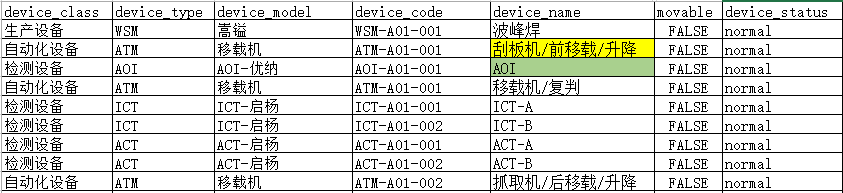 device_class device_type device_model device_code device_name movable device_status
生产设备 WSM 嵩镒 WSM-A01-001 波峰焊 FALSE normal
自动化设备 ATM 移载机 ATM-A01-001 刮板机/前移载/升降 FALSE normal
检测设备 AOI AOI-优纳 AOI-A01-001 AOI FALSE normal
自动化设备 ATM 移载机 ATM-A01-001 移载机/复判 FALSE normal
检测设备 ICT ICT-启杨 ICT-A01-001 ICT-A FALSE normal
检测设备 ICT ICT-启杨 ICT-A01-002 ICT-B FALSE normal
检测设备 ACT ACT-启杨 ACT-A01-001 ACT-A FALSE normal
检测设备 ACT ACT-启杨 ACT-A01-002 ACT-B FALSE normal
自动化设备 ATM 移载机 ATM-A01-002 抓取机/后移载/升降 FALSE normal